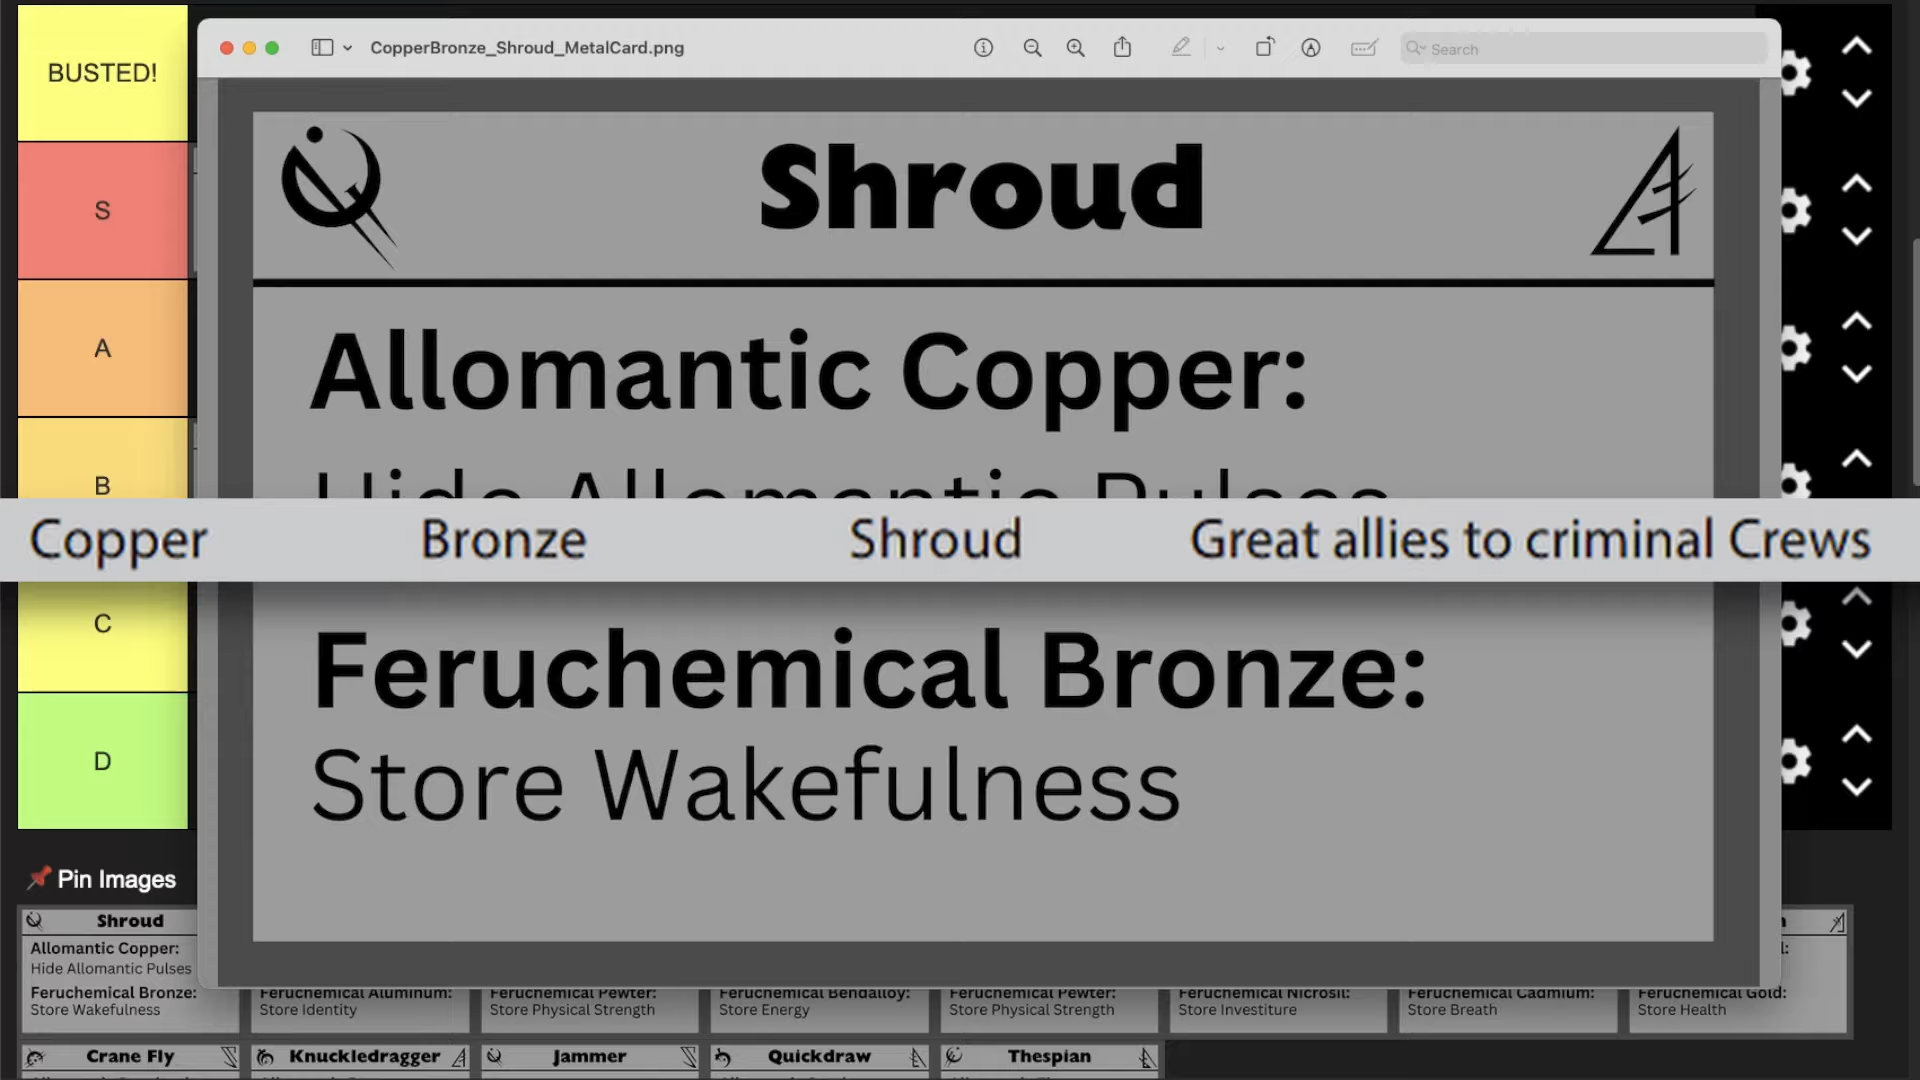 BUSTED!
S
A
B
C
D
CopperBronze_Shroud_MetalCard.png
Search
Shroud
Allomantic Copper:
Hide Allomantic Pulses
Copper Bronze Shroud Great allies to criminal Crews
Feruchemical Bronze:
Store Wakefulness
📌 Pin Images
Shroud
Allomantic Copper:
Hide Allomantic Pulses
Feruchemical Bronze:
Store Wakefulness
Feruchemical Aluminum:
Store Identity
Feruchemical Pewter:
Store Physical Strength
Feruchemical Bendalloy:
Store Energy
Feruchemical Pewter:
Store Physical Strength
Feruchemical Nicrosil:
Store Investiture
Feruchemical Cadmium:
Store Breath
Feruchemical Gold:
Store Health
Crane Fly
Knuckledragger
Jammer
Quickdraw
Thespian